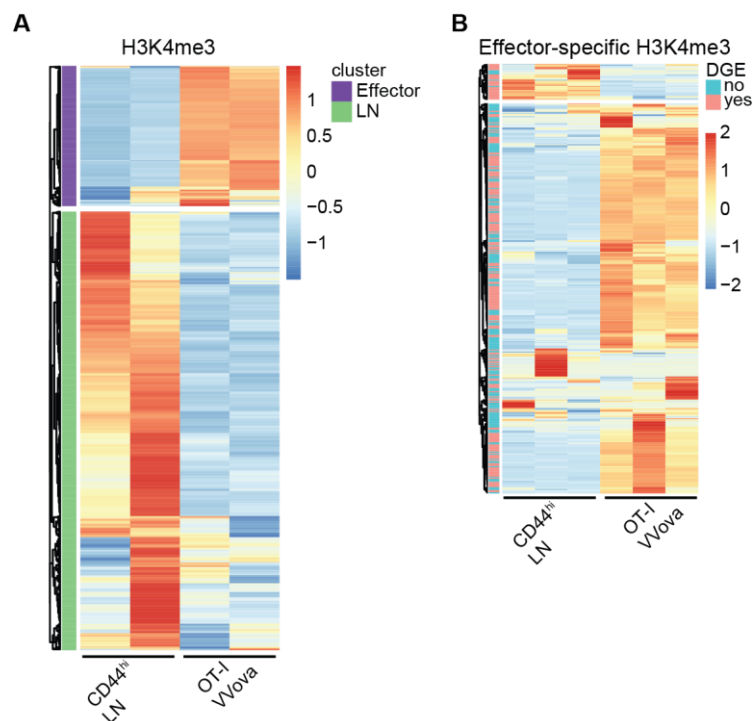 A
H3K4me3
cluster
Effector
LN
1
0.5
0
−0.5
−1
CD44hi
LN
OT-I
VVova
B
Effector-specific H3K4me3
DGE
no
yes
2
1
0
−1
−2
CD44hi
LN
OT-I
VVova